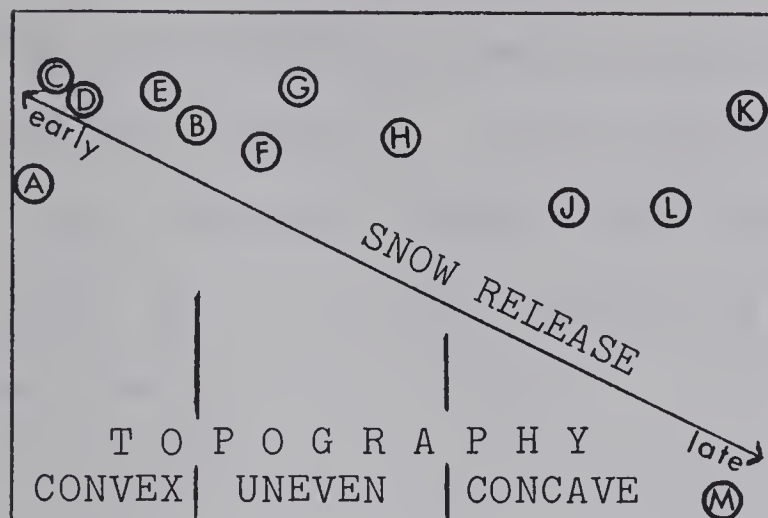 C
D
E
B
G
F
H
K
A
J
L
early
SNOW RELEASE
TOPOGRAPHY
late
CONVEX UNEVEN CONCAVE
M